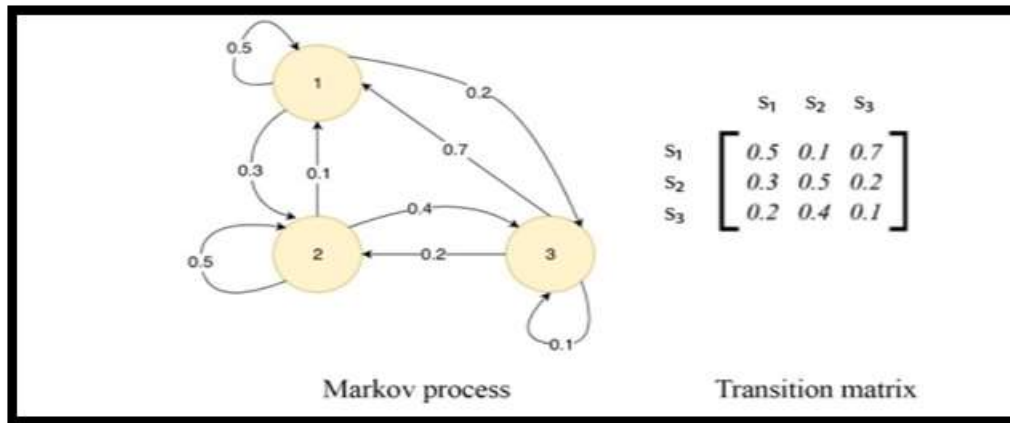 0.5
1
0.2
0.7
0.3
0.1
0.4
0.5
2
0.2
3
0.1
Markov process
S₁ S₂ S₃
S₁ 0.5 0.1 0.7
S₂ 0.3 0.5 0.2
S₃ 0.2 0.4 0.1
Transition matrix